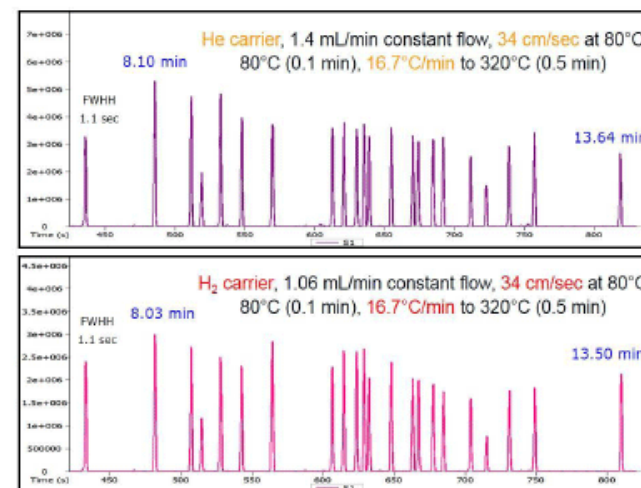 7e+006
6e+006
5e+006
4e+006
3e+006
2e+006
1e+006
0
He carrier, 1.4 mL/min constant flow, 34 cm/sec at 80°C
80°C (0.1 min), 16.7°C/min to 320°C (0.5 min)
8.10 min
FWHH
1.1 sec
13.64 min
Time (s) 450 500 550 600 650 700 750 800
S1
4.5e+006
4e+006
3.5e+006
3e+006
2.5e+006
2e+006
1.5e+006
1e+006
500000
0
H₂ carrier, 1.06 mL/min constant flow, 34 cm/sec at 80°C
80°C (0.1 min), 16.7°C/min to 320°C (0.5 min)
8.03 min
FWHH
1.1 sec
13.50 min
Time (s) 450 500 550 600 650 700 750 800
S1